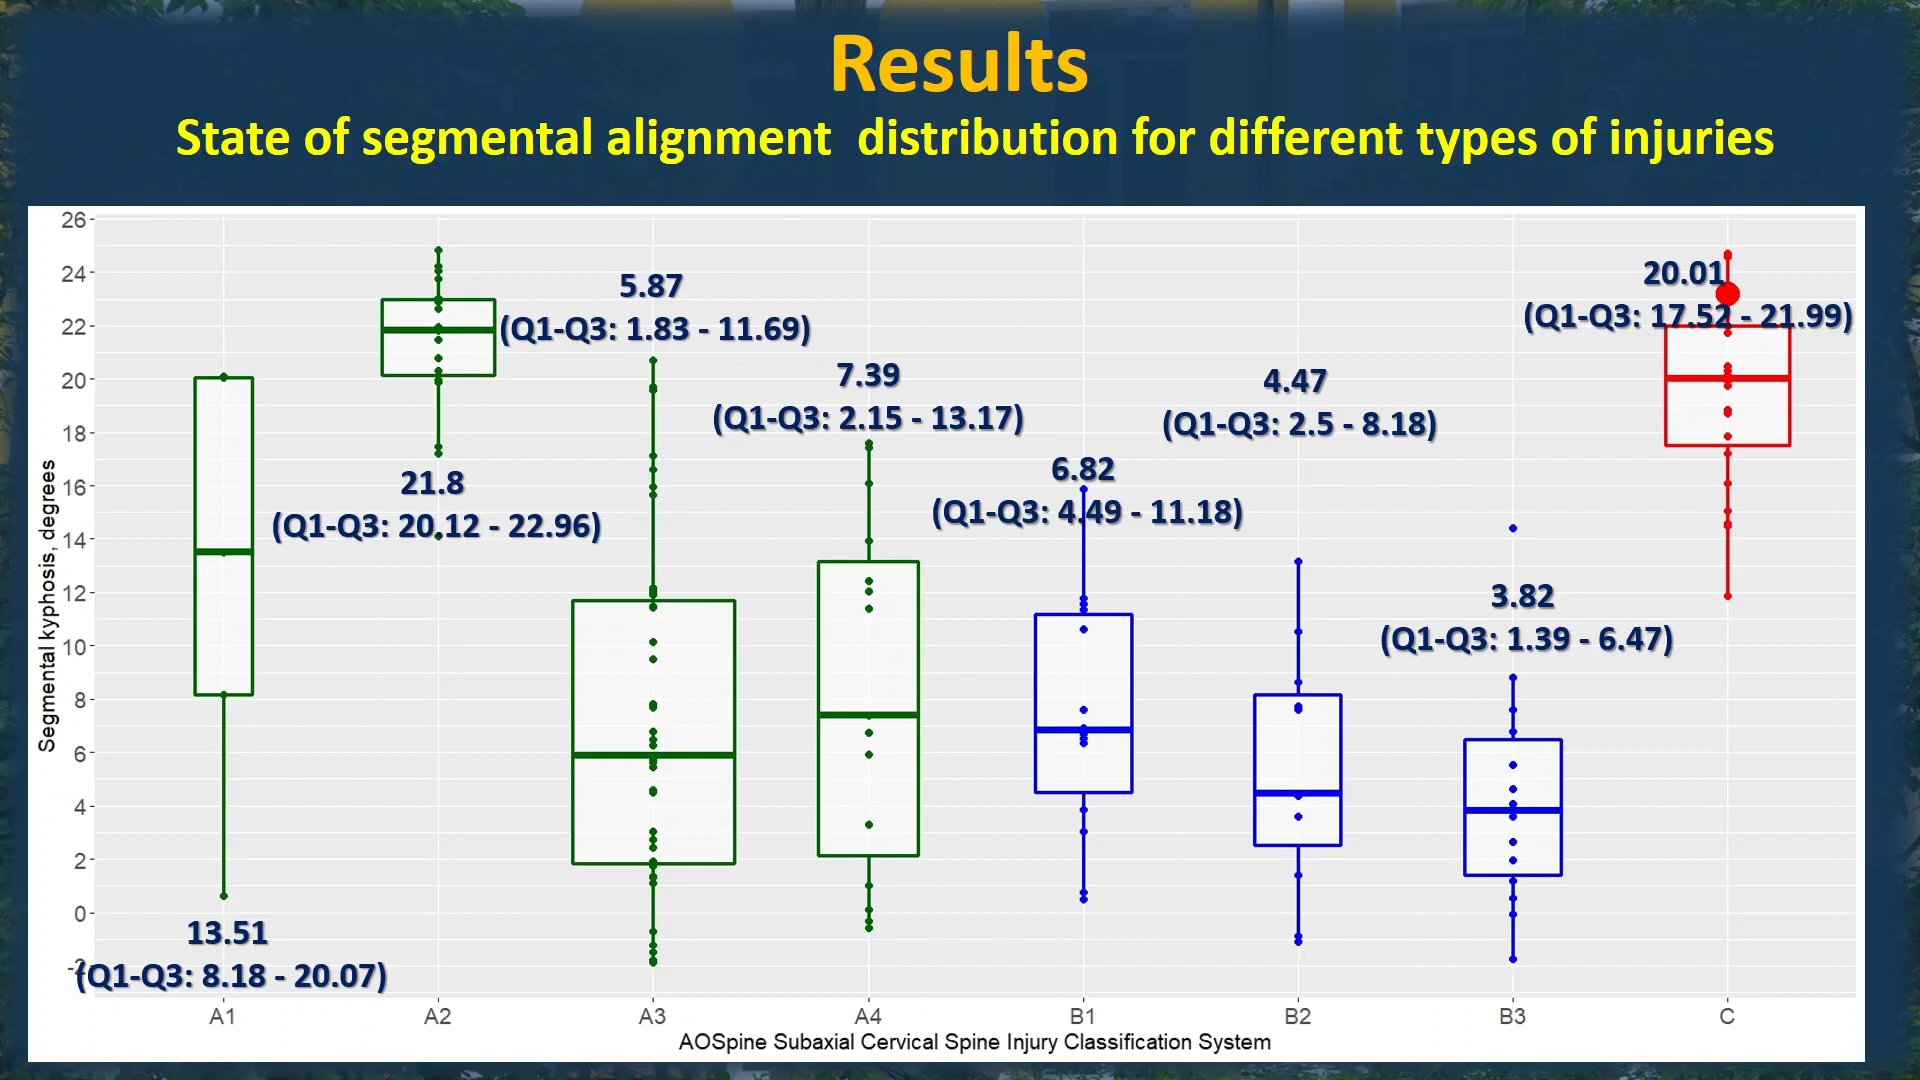 Results
State of segmental alignment distribution for different types of injuries
26
24
22
20
18
16
14
12
10
8
6
4
2
0
-2
Segmental kyphosis, degrees
13.51
(Q1-Q3: 8.18 - 20.07)
21.8
(Q1-Q3: 20.12 - 22.96)
5.87
(Q1-Q3: 1.83 - 11.69)
7.39
(Q1-Q3: 2.15 - 13.17)
6.82
(Q1-Q3: 4.49 - 11.18)
4.47
(Q1-Q3: 2.5 - 8.18)
3.82
(Q1-Q3: 1.39 - 6.47)
20.01
(Q1-Q3: 17.52 - 21.99)
A1 A2 A3 A4 B1 B2 B3 C
AOSpine Subaxial Cervical Spine Injury Classification System